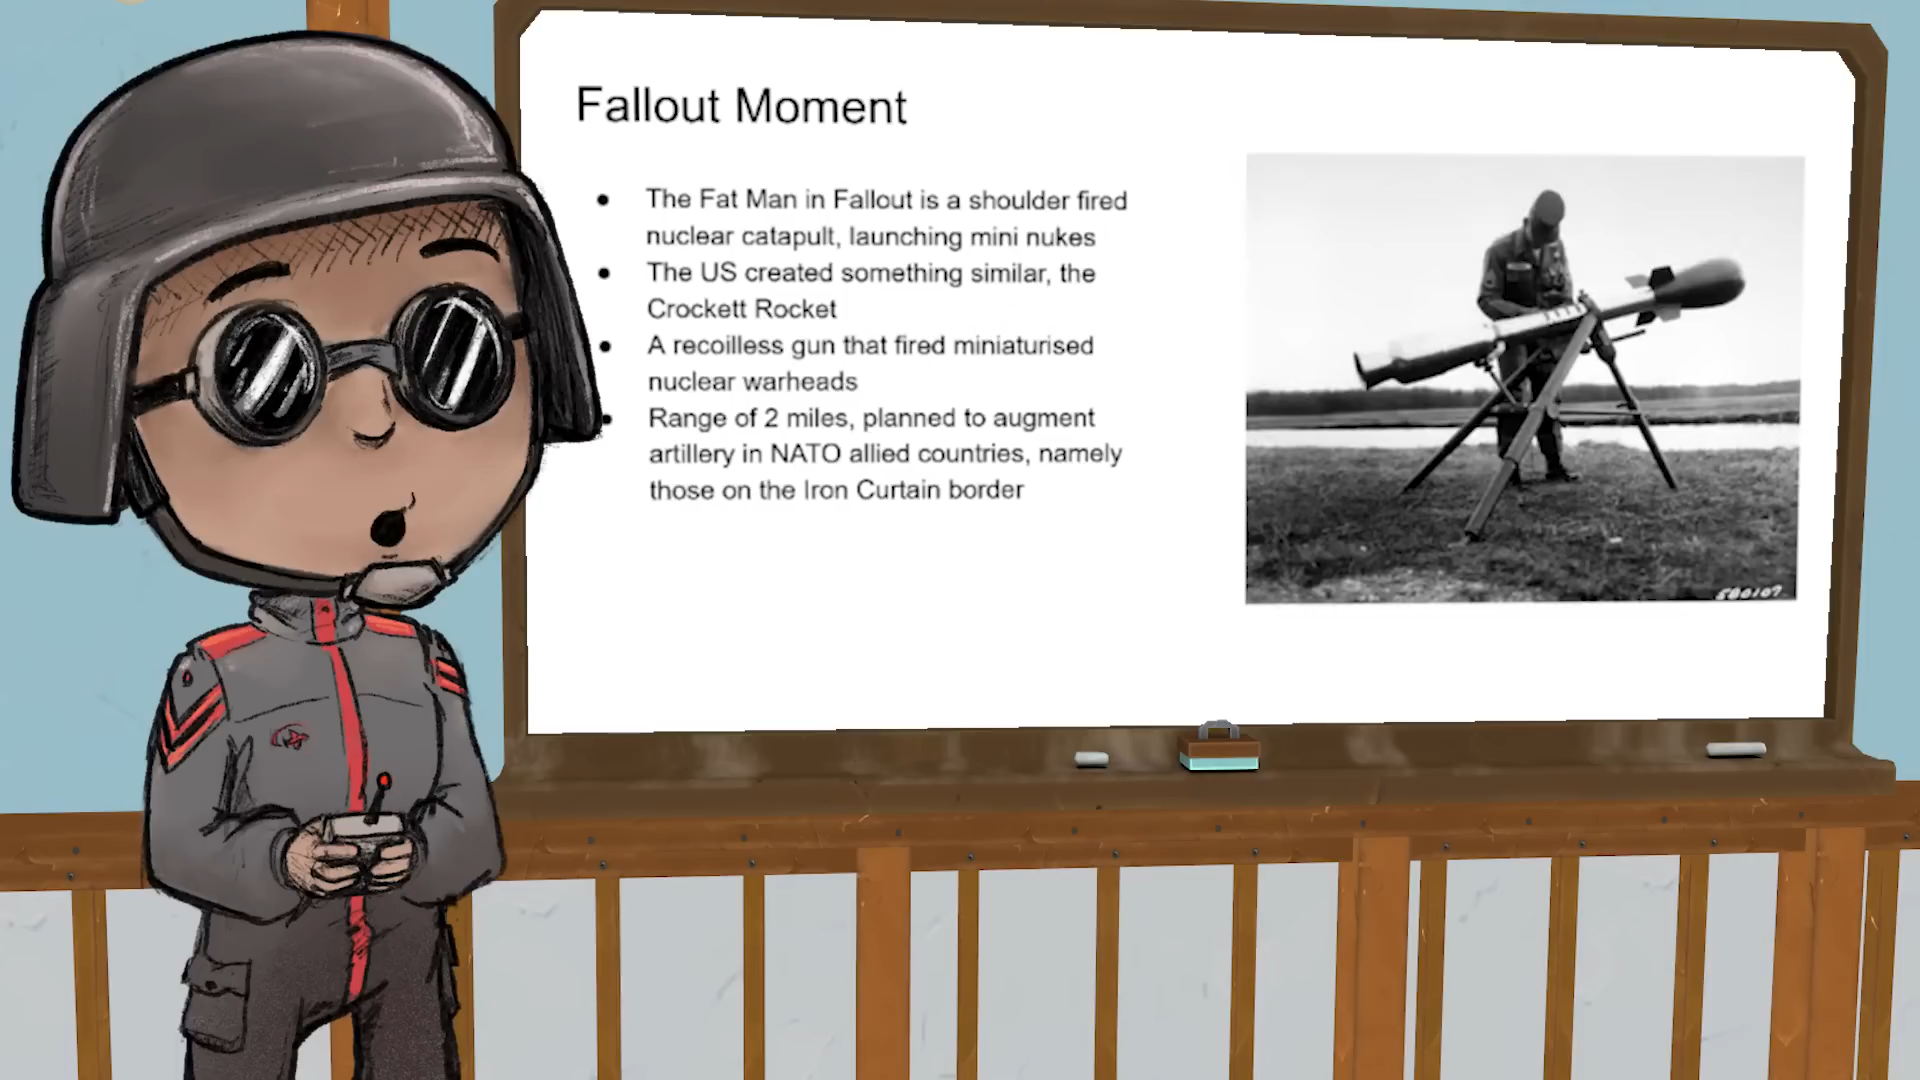 Fallout Moment
The Fat Man in Fallout is a shoulder fired
nuclear catapult, launching mini nukes
The US created something similar, the
Crockett Rocket
A recoilless gun that fired miniaturised
nuclear warheads
Range of 2 miles, planned to augment
artillery in NATO allied countries, namely
those on the Iron Curtain border
580107